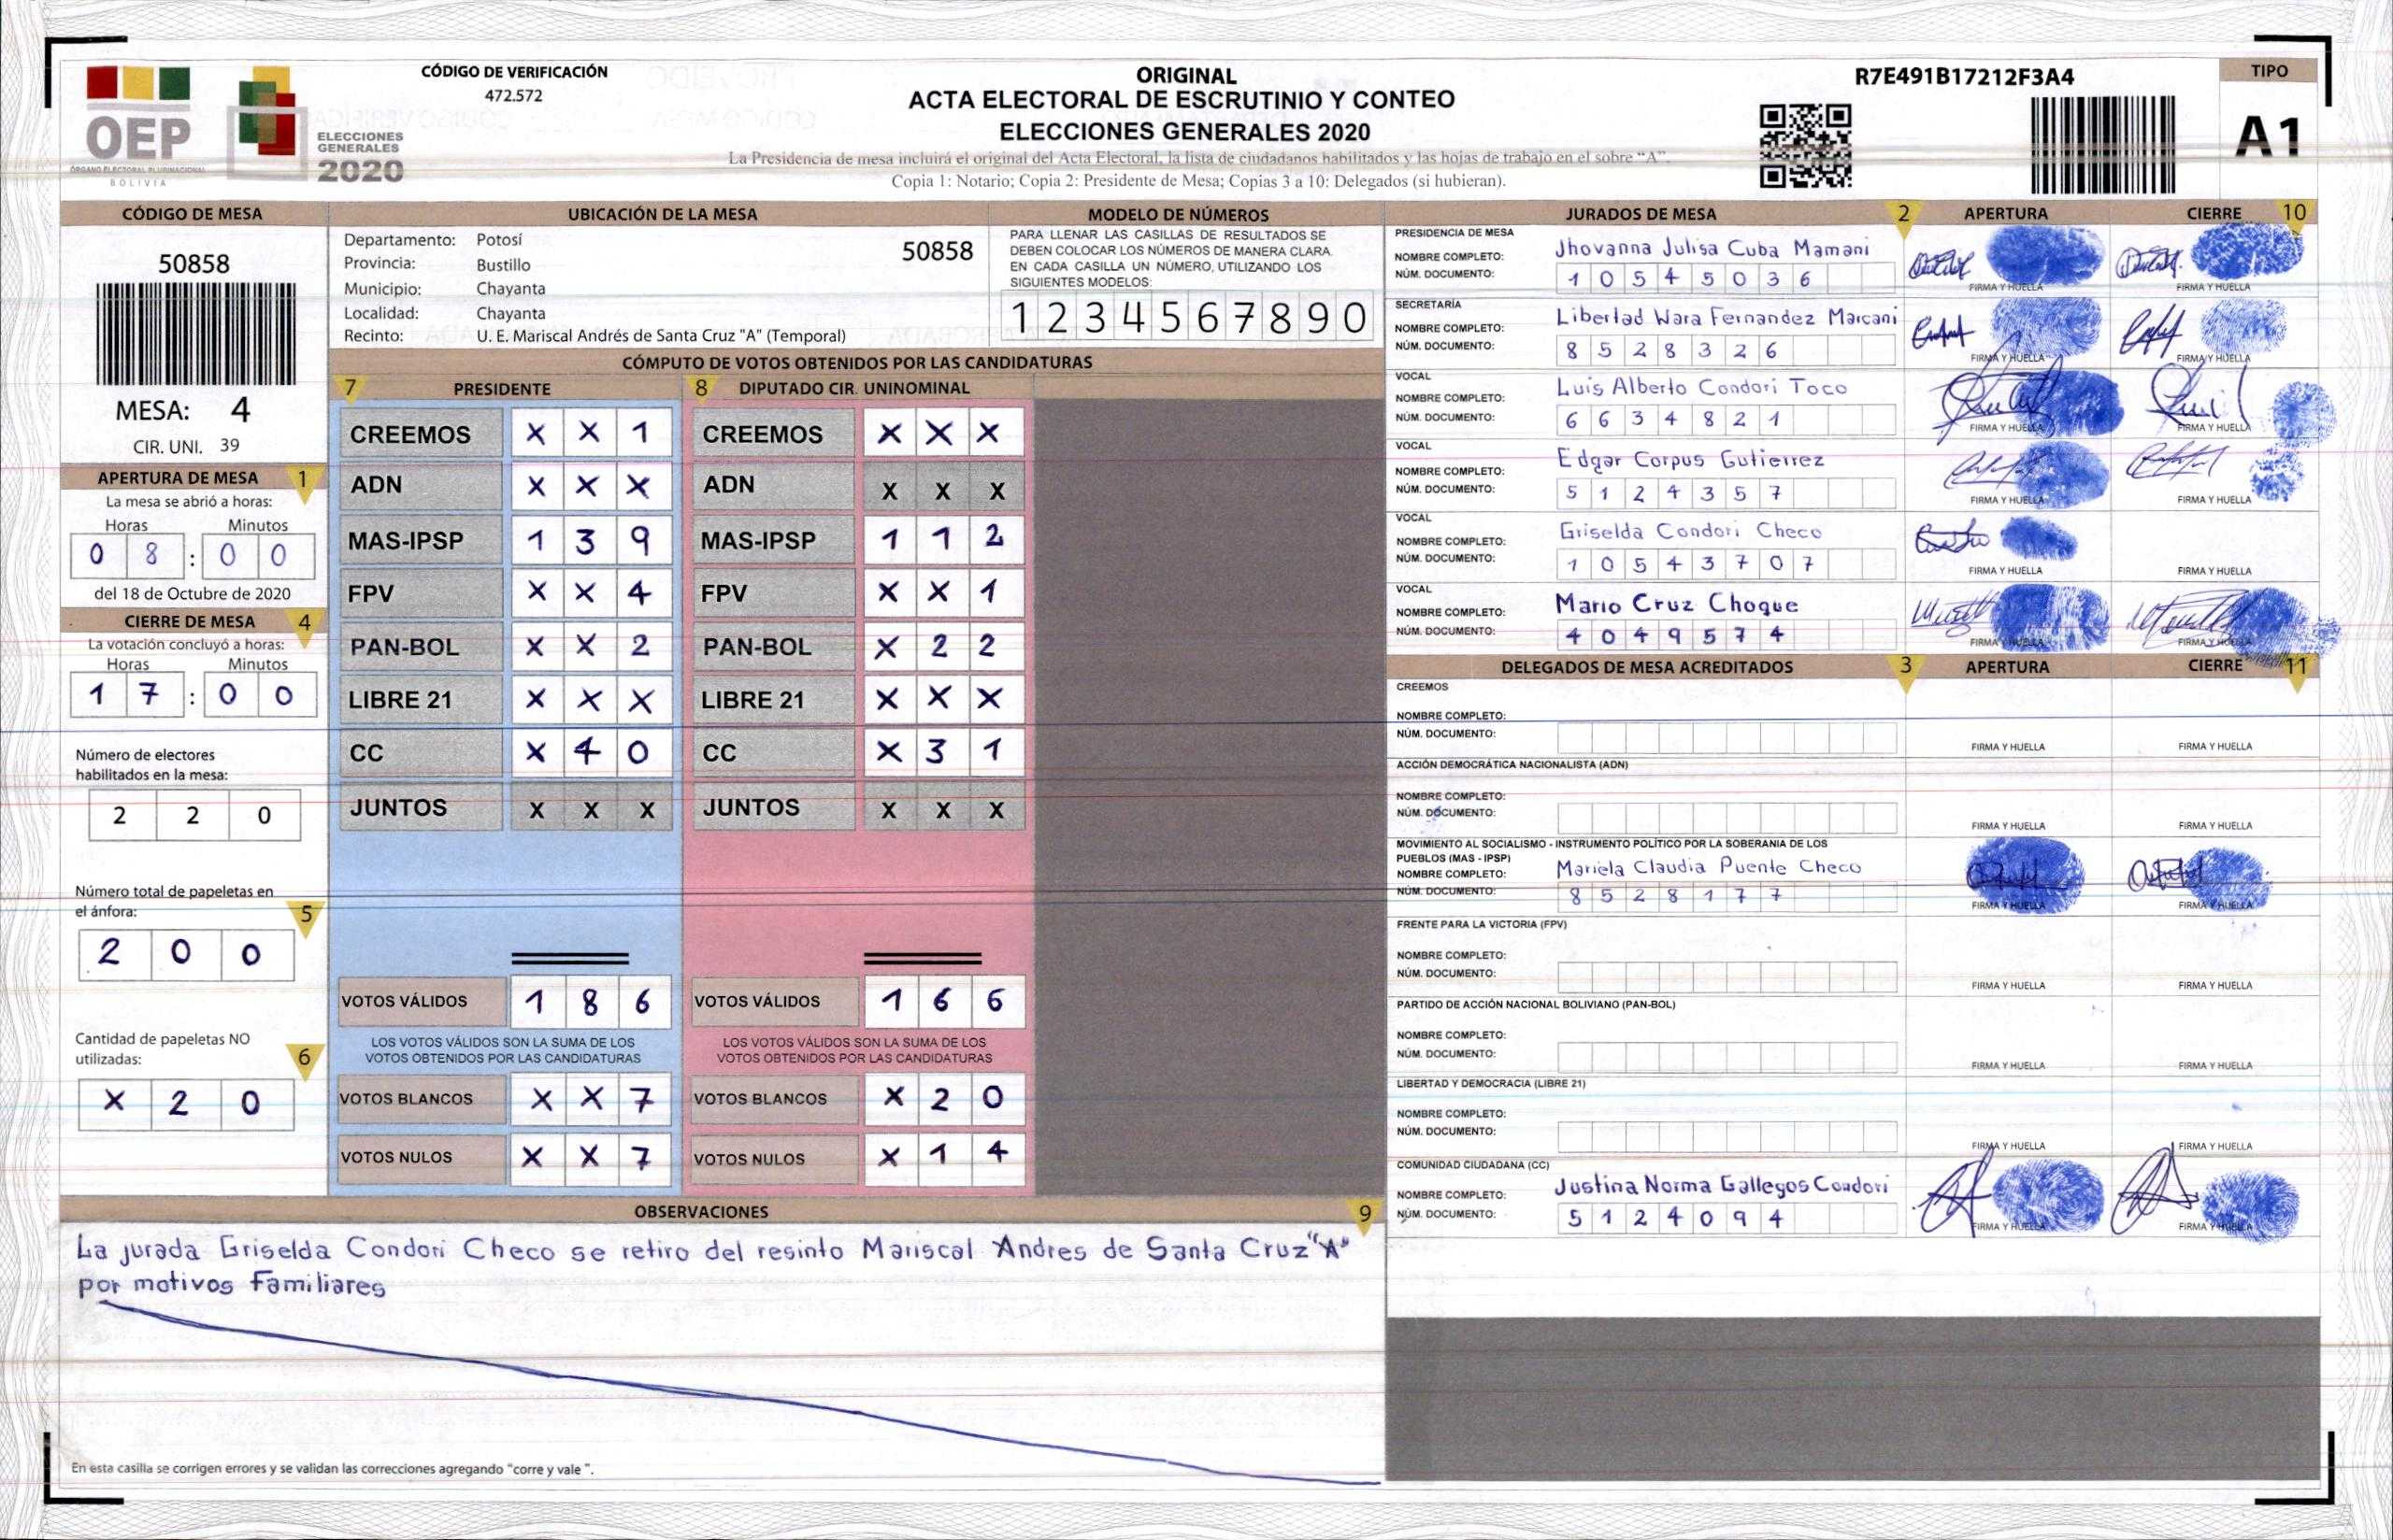 OEP
ÓRGANO ELECTORAL PLURINACIONAL
BOLIVIA
ELECCIONES
GENERALES
2020
CÓDIGO DE VERIFICACIÓN
472.572
ORIGINAL
ACTA ELECTORAL DE ESCRUTINIO Y CONTEO
ELECCIONES GENERALES 2020
La Presidencia de mesa incluirá el original del Acta Electoral, la lista de ciudadanos habilitados y las hojas de trabajo en el sobre “A”.
Copia 1: Notario; Copia 2: Presidente de Mesa; Copias 3 a 10: Delegados (si hubieran).
R7E491B17212F3A4
TIPO
A1
CÓDIGO DE MESA
50858
MESA: 4
CIR. UNI. 39
APERTURA DE MESA 1
La mesa se abrió a horas:
Horas Minutos
0 8 : 0 0
del 18 de Octubre de 2020
CIERRE DE MESA 4
La votación concluyó a horas:
Horas Minutos
1 7 : 0 0
Número de electores
habilitados en la mesa:
2 2 0
Número total de papeletas en
el ánfora: 5
2 0 0
Cantidad de papeletas NO
utilizadas: 6
X 2 0
UBICACIÓN DE LA MESA
Departamento: Potosí
50858
Provincia: Bustillo
Municipio: Chayanta
Localidad: Chayanta
Recinto: U. E. Mariscal Andrés de Santa Cruz "A" (Temporal)
MODELO DE NÚMEROS
PARA LLENAR LAS CASILLAS DE RESULTADOS SE
DEBEN COLOCAR LOS NÚMEROS DE MANERA CLARA.
EN CADA CASILLA UN NÚMERO, UTILIZANDO LOS
SIGUIENTES MODELOS:
1 2 3 4 5 6 7 8 9 0
CÓMPUTO DE VOTOS OBTENIDOS POR LAS CANDIDATURAS
7 PRESIDENTE 8 DIPUTADO CIR. UNINOMINAL
CREEMOS X X 1 CREEMOS X X X
ADN X X X ADN X X X
MAS-IPSP 1 3 9 MAS-IPSP 1 1 2
FPV X X 4 FPV X X 1
PAN-BOL X X 2 PAN-BOL X 2 2
LIBRE 21 X X X LIBRE 21 X X X
CC X 4 0 CC X 3 1
JUNTOS X X X JUNTOS X X X
VOTOS VÁLIDOS 1 8 6 VOTOS VÁLIDOS 1 6 6
LOS VOTOS VÁLIDOS SON LA SUMA DE LOS LOS VOTOS VÁLIDOS SON LA SUMA DE LOS
VOTOS OBTENIDOS POR LAS CANDIDATURAS VOTOS OBTENIDOS POR LAS CANDIDATURAS
VOTOS BLANCOS X X 7 VOTOS BLANCOS X 2 0
VOTOS NULOS X X 7 VOTOS NULOS X 1 4
OBSERVACIONES 9
La jurada Griselda Condori Checo se retiro del resinto Mariscal Andres de Santa Cruz "A"
por motivos Familiares
En esta casilla se corrigen errores y se validan las correcciones agregando "corre y vale ".
JURADOS DE MESA 2 APERTURA CIERRE 10
PRESIDENCIA DE MESA
NOMBRE COMPLETO: Jhovanna Julisa Cuba Mamani
NÚM. DOCUMENTO: 1 0 5 4 5 0 3 6
FIRMA Y HUELLA FIRMA Y HUELLA
SECRETARÍA
NOMBRE COMPLETO: Libertad Wara Fernandez Marcani
NÚM. DOCUMENTO: 8 5 2 8 3 2 6
FIRMA Y HUELLA FIRMA Y HUELLA
VOCAL
NOMBRE COMPLETO: Luis Alberto Condori Toco
NÚM. DOCUMENTO: 6 6 3 4 8 2 1
FIRMA Y HUELLA FIRMA Y HUELLA
VOCAL
NOMBRE COMPLETO: Edgar Corpus Gutierrez
NÚM. DOCUMENTO: 5 1 2 4 3 5 7
FIRMA Y HUELLA FIRMA Y HUELLA
VOCAL
NOMBRE COMPLETO: Griselda Condori Checo
NÚM. DOCUMENTO: 1 0 5 4 3 7 0 7
FIRMA Y HUELLA FIRMA Y HUELLA
VOCAL
NOMBRE COMPLETO: Mario Cruz Choque
NÚM. DOCUMENTO: 4 0 4 9 5 7 4
FIRMA Y HUELLA FIRMA Y HUELLA
DELEGADOS DE MESA ACREDITADOS 3 APERTURA CIERRE 11
CREEMOS
NOMBRE COMPLETO:
NÚM. DOCUMENTO:
FIRMA Y HUELLA FIRMA Y HUELLA
ACCIÓN DEMOCRÁTICA NACIONALISTA (ADN)
NOMBRE COMPLETO:
NÚM. DOCUMENTO:
FIRMA Y HUELLA FIRMA Y HUELLA
MOVIMIENTO AL SOCIALISMO - INSTRUMENTO POLÍTICO POR LA SOBERANIA DE LOS
PUEBLOS (MAS - IPSP)
NOMBRE COMPLETO: Mariela Claudia Puente Checo
NÚM. DOCUMENTO: 8 5 2 8 1 7 7
FIRMA Y HUELLA FIRMA Y HUELLA
FRENTE PARA LA VICTORIA (FPV)
NOMBRE COMPLETO:
NÚM. DOCUMENTO:
FIRMA Y HUELLA FIRMA Y HUELLA
PARTIDO DE ACCIÓN NACIONAL BOLIVIANO (PAN-BOL)
NOMBRE COMPLETO:
NÚM. DOCUMENTO:
FIRMA Y HUELLA FIRMA Y HUELLA
LIBERTAD Y DEMOCRACIA (LIBRE 21)
NOMBRE COMPLETO:
NÚM. DOCUMENTO:
FIRMA Y HUELLA FIRMA Y HUELLA
COMUNIDAD CIUDADANA (CC)
NOMBRE COMPLETO: Justina Norma Gallegos Condori
NÚM. DOCUMENTO: 5 1 2 4 0 9 4
FIRMA Y HUELLA FIRMA Y HUELLA